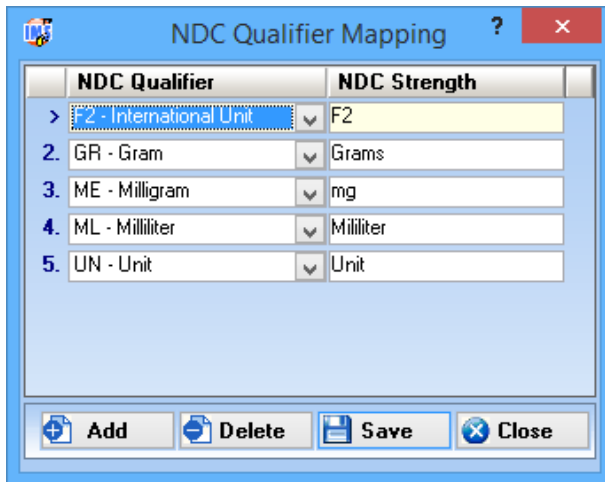 IMS NDC Qualifier Mapping ? ×
NDC Qualifier NDC Strength
> F2 - International Unit F2
2. GR - Gram Grams
3. ME - Milligram mg
4. ML - Milliliter Mililiter
5. UN - Unit Unit
Add Delete Save Close